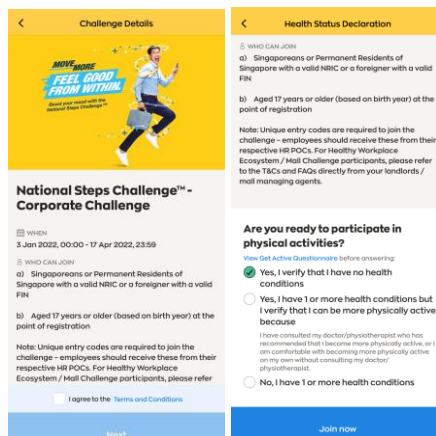 Challenge Details
MOVE MORE
FEEL GOOD
FROM WITHIN.
Boost your mood with the
National Steps Challenge™
National Steps Challenge™ -
Corporate Challenge
WHEN
3 Jan 2022, 00:00 - 17 Apr 2022, 23:59
WHO CAN JOIN
a) Singaporeans or Permanent Residents of
Singapore with a valid NRIC or a foreigner with a valid
FIN
b) Aged 17 years or older (based on birth year) at the
point of registration
Note: Unique entry codes are required to join the
challenge - employees should receive these from their
respective HR POCs. For Healthy Workplace
Ecosystem / Mall Challenge participants, please refer
I agree to the Terms and Conditions
Next
Health Status Declaration
WHO CAN JOIN
a) Singaporeans or Permanent Residents of
Singapore with a valid NRIC or a foreigner with a valid
FIN
b) Aged 17 years or older (based on birth year) at the
point of registration
Note: Unique entry codes are required to join the
challenge - employees should receive these from their
respective HR POCs. For Healthy Workplace
Ecosystem / Mall Challenge participants, please refer
to the T&Cs and FAQs directly from your landlords /
mall managing agents.
Are you ready to participate in
physical activities?
View Get Active Questionnaire before answering:
Yes, I verify that I have no health
conditions
Yes, I have 1 or more health conditions but
I verify that I can be more physically active
because
I have consulted my doctor/physiotherapist who has
recommended that I become more physically active, or I
am comfortable with becoming more physically active
on my own without consulting my doctor/
physiotherapist.
No, I have 1 or more health conditions
Join now